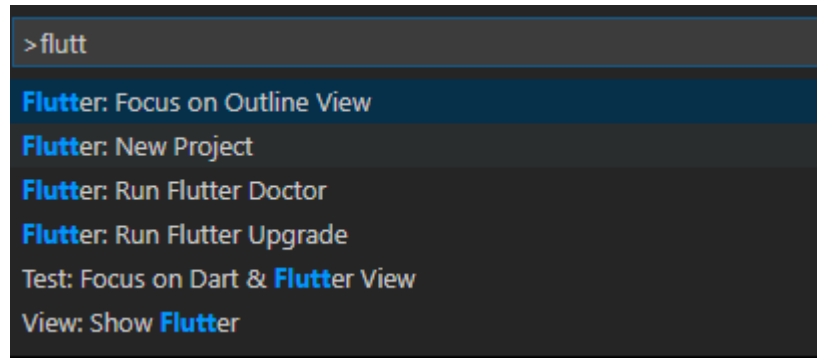 >flutt
Flutter: Focus on Outline View
Flutter: New Project
Flutter: Run Flutter Doctor
Flutter: Run Flutter Upgrade
Test: Focus on Dart & Flutter View
View: Show Flutter